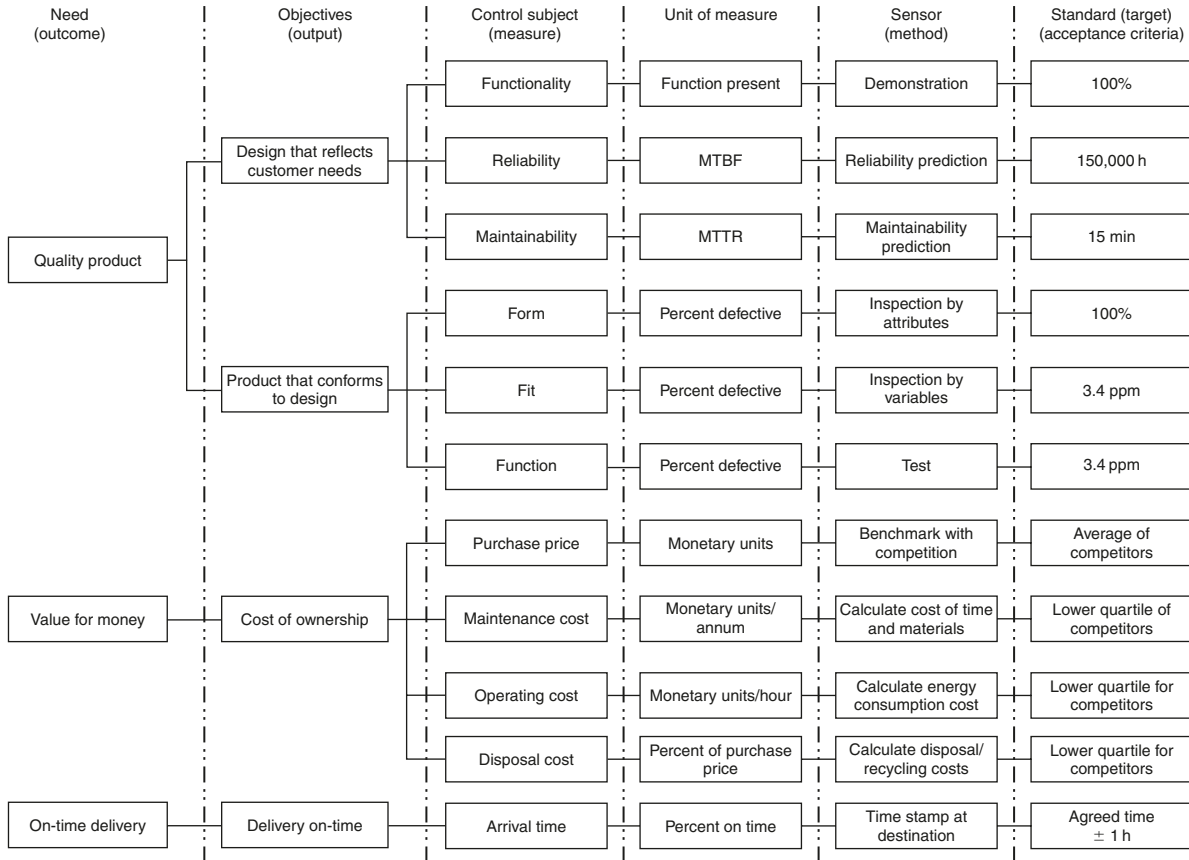 Need
(outcome)
Objectives
(output)
Control subject
(measure)
Unit of measure
Sensor
(method)
Standard (target)
(acceptance criteria)
Functionality
Function present
Demonstration
100%
Design that reflects
customer needs
Reliability
MTBF
Reliability prediction
150,000 h
Maintainability
MTTR
Maintainability
prediction
15 min
Quality product
Form
Percent defective
Inspection by
attributes
100%
Product that conforms
to design
Fit
Percent defective
Inspection by
variables
3.4 ppm
Function
Percent defective
Test
3.4 ppm
Purchase price
Monetary units
Benchmark with
competition
Average of
competitors
Value for money
Cost of ownership
Maintenance cost
Monetary units/
annum
Calculate cost of time
and materials
Lower quartile of
competitors
Operating cost
Monetary units/hour
Calculate energy
consumption cost
Lower quartile for
competitors
Disposal cost
Percent of purchase
price
Calculate disposal/
recycling costs
Lower quartile for
competitors
On-time delivery
Delivery on-time
Arrival time
Percent on time
Time stamp at
destination
Agreed time
± 1 h